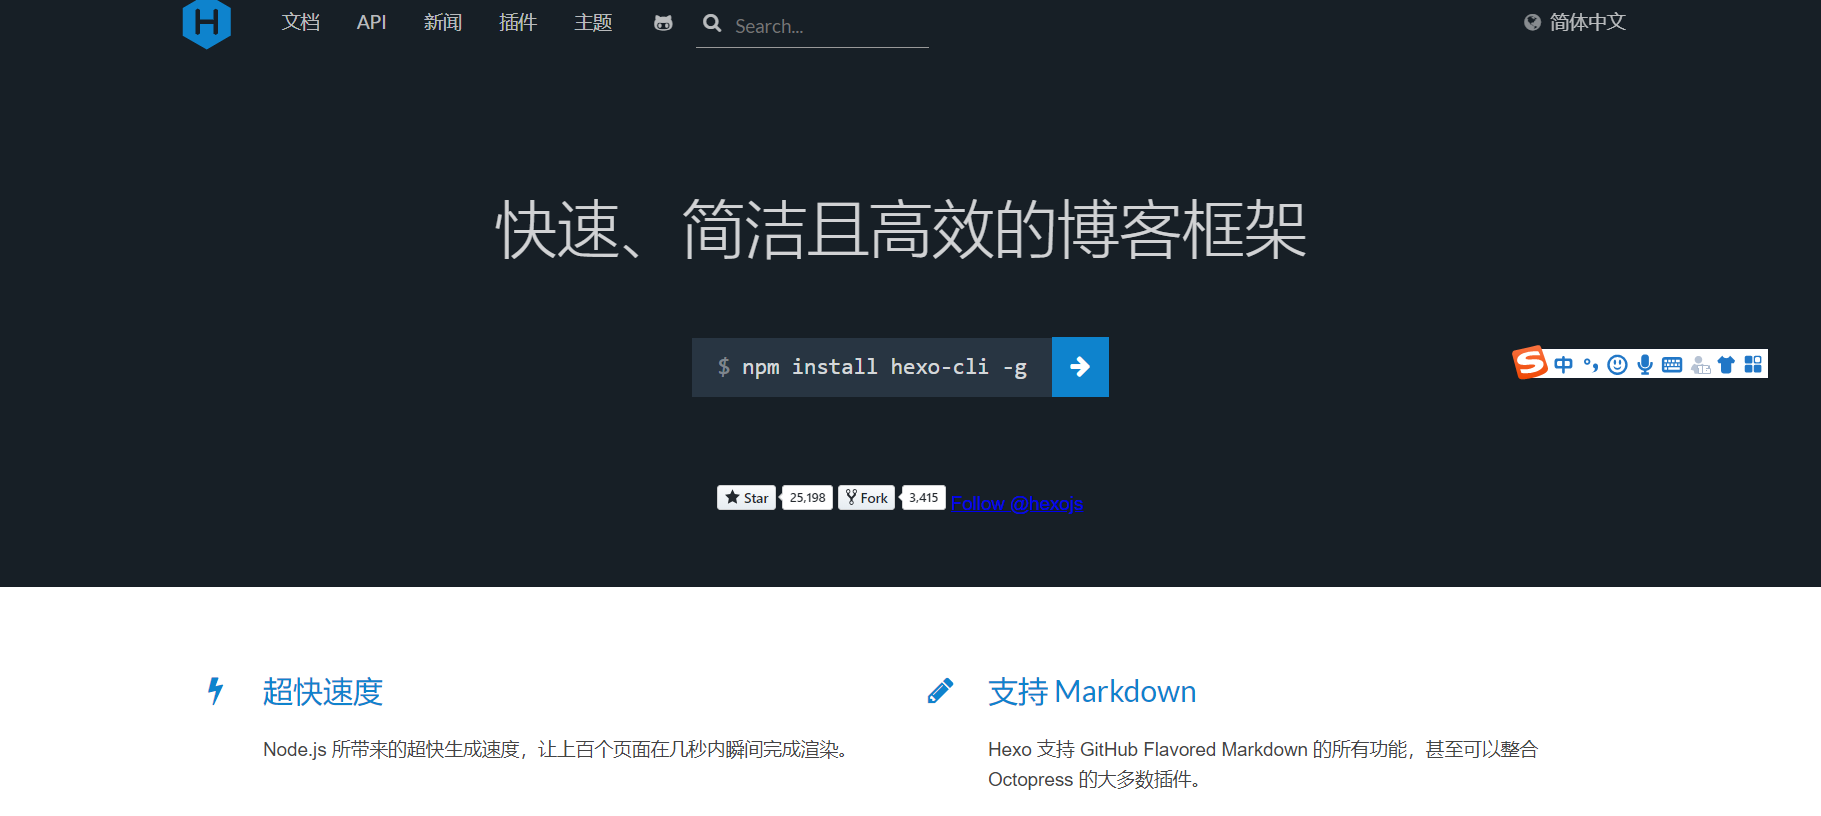 文档 API 新闻 插件 主题 Search... 简体中文
快速、简洁且高效的博客框架
$ npm install hexo-cli -g
中
Star 25,198 Fork 3,415 Follow @hexojs
超快速度
Node.js 所带来的超快生成速度，让上百个页面在几秒内瞬间完成渲染。
支持 Markdown
Hexo 支持 GitHub Flavored Markdown 的所有功能，甚至可以整合
Octopress 的大多数插件。